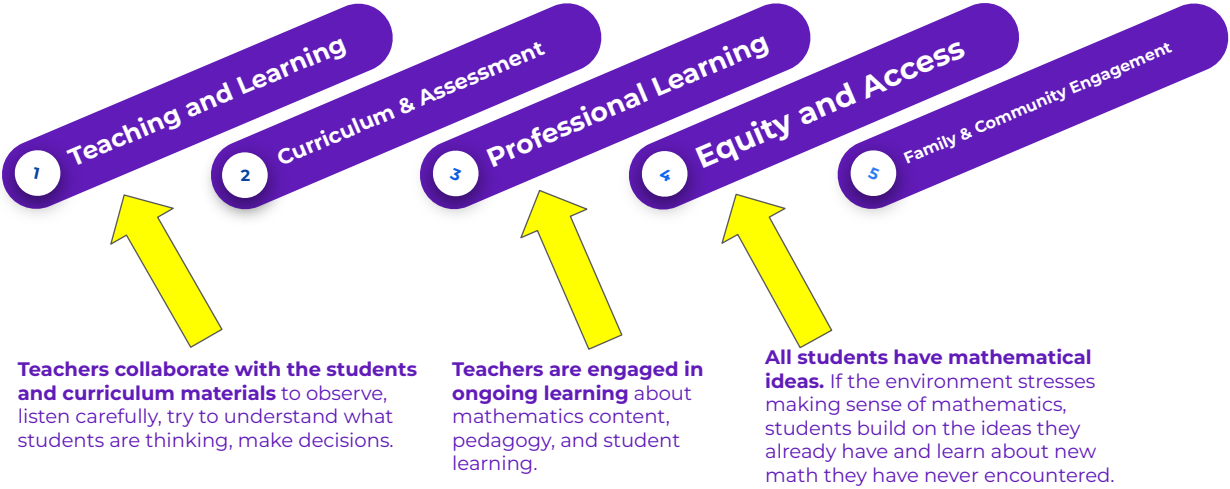 1 Teaching and Learning
2 Curriculum & Assessment
3 Professional Learning
4 Equity and Access
5 Family & Community Engagement
Teachers collaborate with the students
and curriculum materials to observe,
listen carefully, try to understand what
students are thinking, make decisions.
Teachers are engaged in
ongoing learning about
mathematics content,
pedagogy, and student
learning.
All students have mathematical
ideas. If the environment stresses
making sense of mathematics,
students build on the ideas they
already have and learn about new
math they have never encountered.